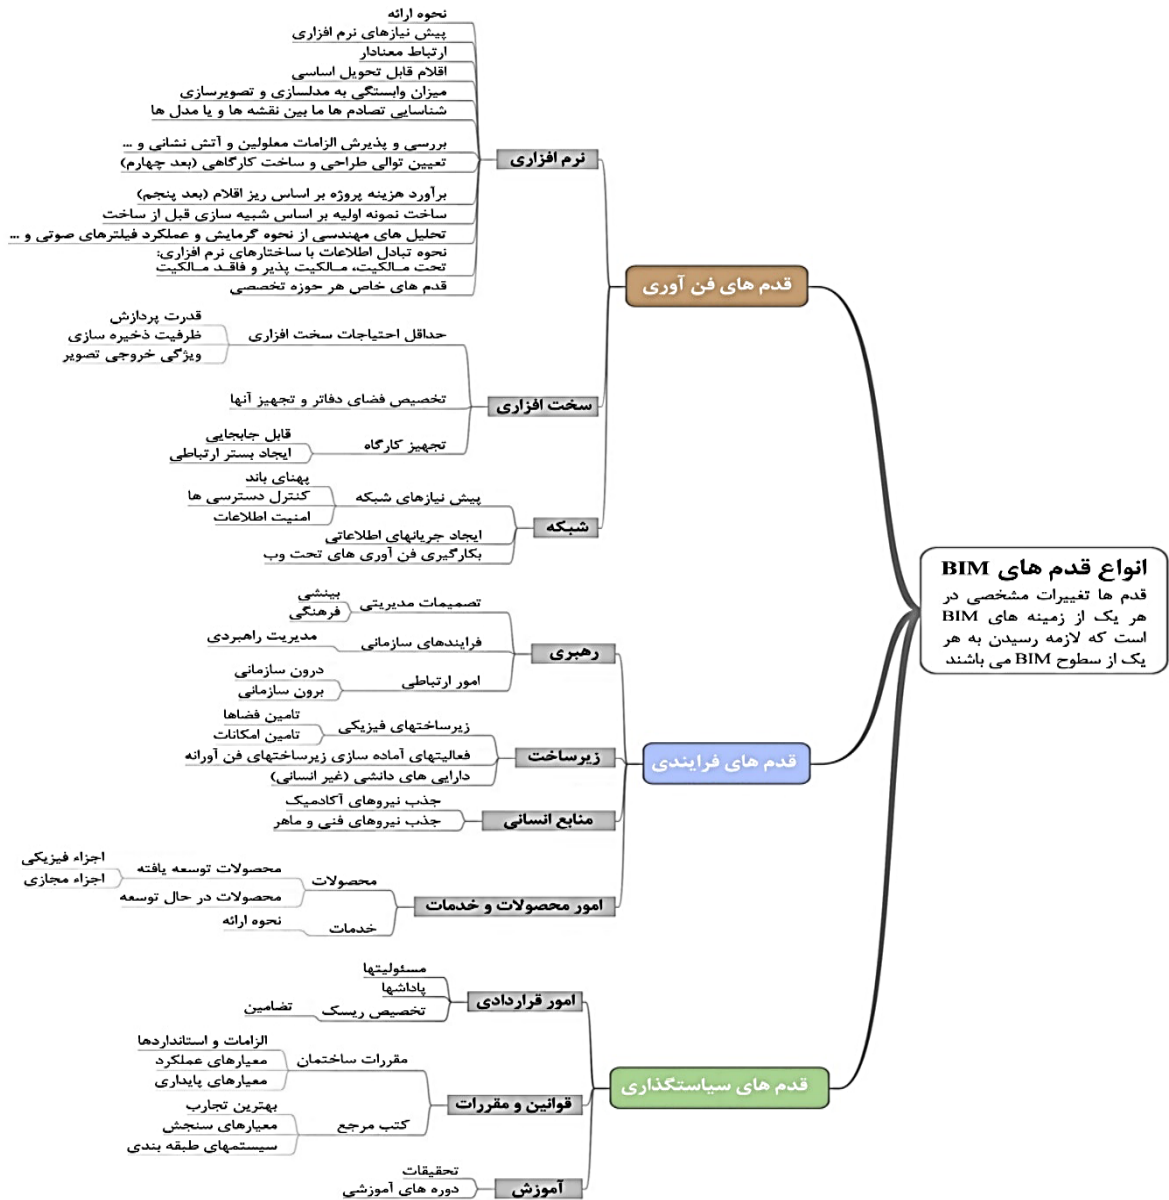 انواع قدم های BIM
قدم ها تغییرات مشخصی در
هر یک از زمینه های BIM
است که لازمه رسیدن به هر
یک از سطوح BIM می باشند
قدم های فن آوری
نرم افزاری
نحوه ارائه
پیش نیازهای نرم افزاری
ارتباط معنادار
اقلام قابل تحویل اساسی
میزان وابستگی به مدلسازی و تصویرسازی
شناسایی تصادم ها ما بین نقشه ها و یا مدل ها
بررسی و پذیرش الزامات معلولین و آتش نشانی و ...
تعیین توالی طراحی و ساخت کارگاهی (بعد چهارم)
برآورد هزینه پروژه بر اساس ریز اقلام (بعد پنجم)
ساخت نمونه اولیه بر اساس شبیه سازی قبل از ساخت
تحلیل های مهندسی از نحوه گرمایش و عملکرد فیلترهای صوتی و ...
نحوه تبادل اطلاعات با ساختارهای نرم افزاری:
تحت مـالکیت، مـالکیت پذیر و فاقـد مـالکیت
قدم های خاص هر حوزه تخصصی
سخت افزاری
حداقل احتیاجات سخت افزاری
قدرت پردازش
ظرفیت ذخیره سازی
ویژگی خروجی تصویر
تخصیص فضای دفاتر و تجهیز آنها
تجهیز کارگاه
قابل جابجایی
ایجاد بستر ارتباطی
شبکه
پیش نیازهای شبکه
پهنای باند
کنترل دسترسی ها
امنیت اطلاعات
ایجاد جریانهای اطلاعاتی
بکارگیری فن آوری های تحت وب
قدم های فرایندی
رهبری
تصمیمات مدیریتی
بینشی
فرهنگی
فرایندهای سازمانی
مدیریت راهبردی
امور ارتباطی
درون سازمانی
برون سازمانی
زیرساخت
زیرساختهای فیزیکی
تامین فضاها
تامین امکانات
فعالیتهای آماده سازی زیرساختهای فن آورانه
دارایی های دانشی (غیر انسانی)
منابع انسانی
جذب نیروهای آکادمیک
جذب نیروهای فنی و ماهر
امور محصولات و خدمات
محصولات
محصولات توسعه یافته
اجزاء فیزیکی
اجزاء مجازی
محصولات در حال توسعه
خدمات
نحوه ارائه
قدم های سیاستگذاری
امور قراردادی
مسئولیتها
پاداشها
تخصیص ریسک
تضامین
قوانین و مقررات
مقررات ساختمان
الزامات و استانداردها
معیارهای عملکرد
معیارهای پایداری
کتب مرجع
بهترین تجارب
معیارهای سنجش
سیستمهای طبقه بندی
آموزش
تحقیقات
دوره های آموزشی